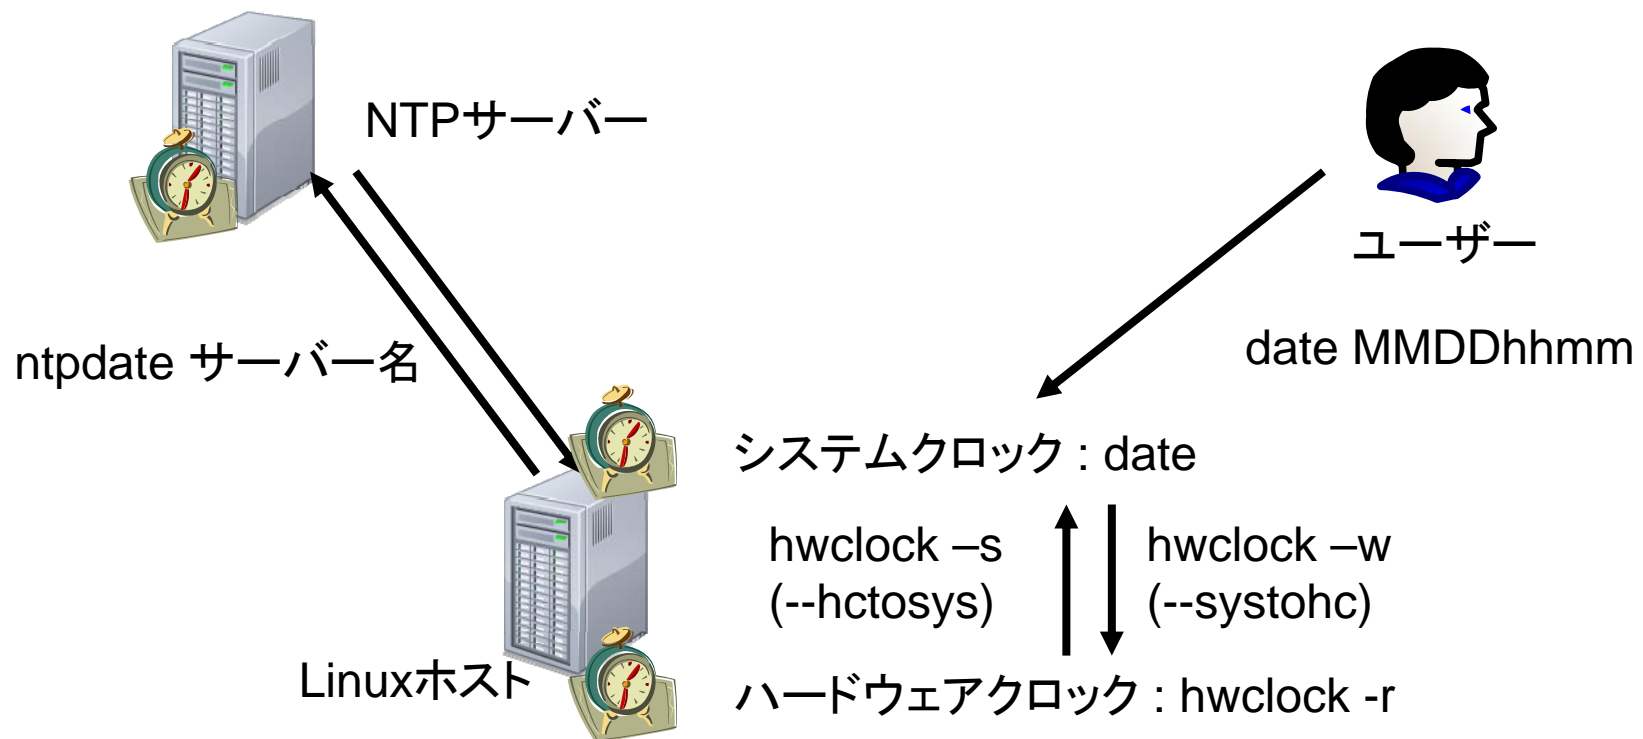 NTPサーバー
ユーザー
ntpdate サーバー名
date MMDDhhmm
システムクロック : date
hwclock –s
(--hctosys)
hwclock –w
(--systohc)
Linuxホスト
ハードウェアクロック : hwclock -r